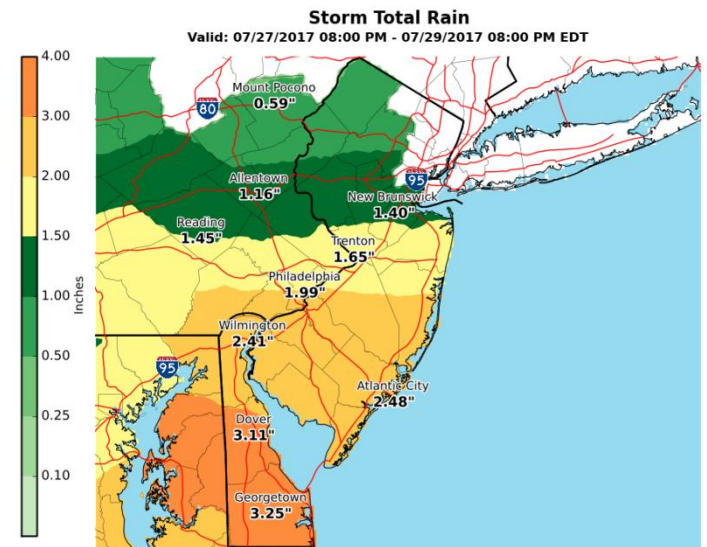 Storm Total Rain
Valid: 07/27/2017 08:00 PM - 07/29/2017 08:00 PM EDT
4.00
3.00
2.00
1.50
1.00
0.50
0.25
0.10
Inches
Mount Pocono
0.59"
80
Allentown
1.16"
95
New Brunswick
1.40"
Reading
1.45"
Trenton
1.65"
Philadelphia
1.99"
Wilmington
2.41"
95
Atlantic City
2.48"
Dover
3.11"
Georgetown
3.25"